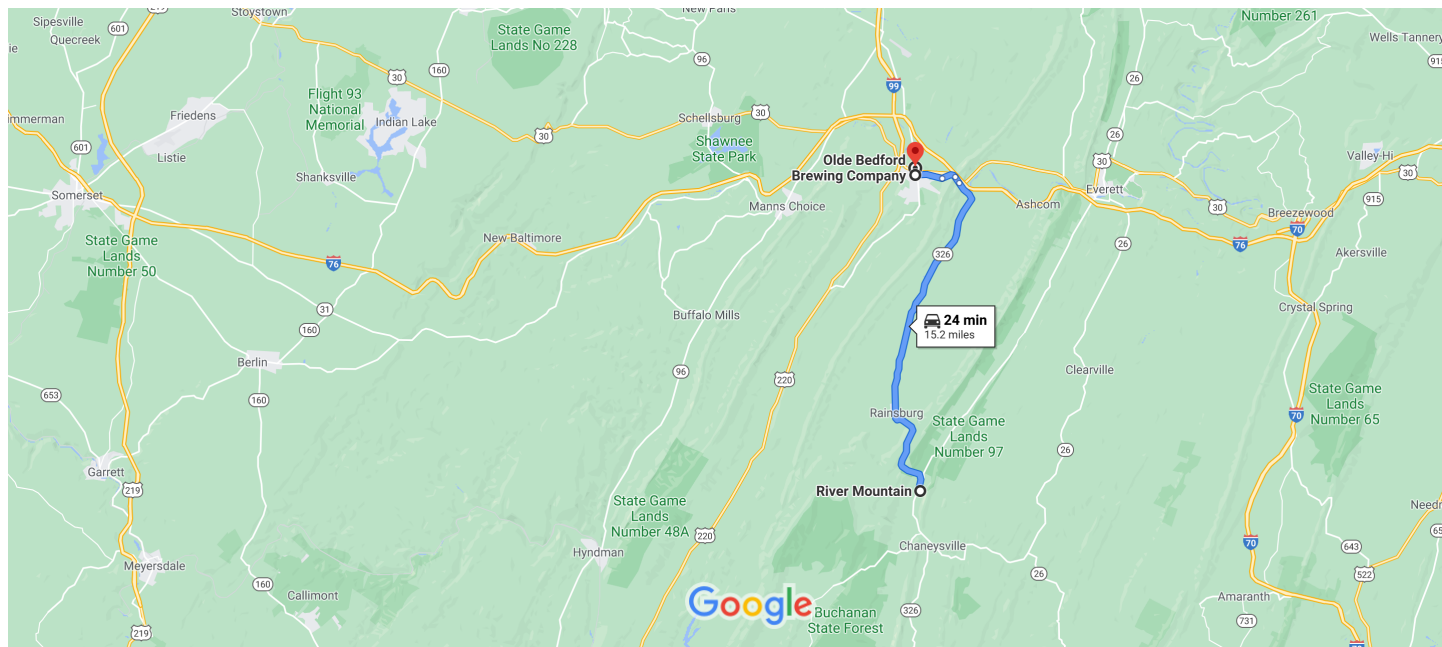 Sipesville
601
Quecreek
219
Stoystown
New Paris
State Game
Lands No 228
Number 261
Wells Tannery
30
160
96
99
26
915
Flight 93
National
Memorial
Friedens
Indian Lake
Schellsburg
30
30
Shawnee
State Park
26
601
Listie
Olde Bedford
Brewing Company
30
Valley-Hi
30
Shanksville
Somerset
Manns Choice
Everett
Ashcom
30
915
Breezewood
70
State Game
Lands
Number 50
New Baltimore
76
326
26
76
Akersville
31
160
Buffalo Mills
24 min
15.2 miles
Crystal Spring
Berlin
96
220
Clearville
653
160
Rainsburg
State Game
Lands
Number 97
State Game
Lands
Number 65
70
26
Garrett
219
River Mountain
State Game
Lands
Number 48A
220
Hyndman
Chaneysville
70
643
522
Meyersdale
160
Callimont
26
Google
Buchanan
State Forest
326
Amaranth
731
219